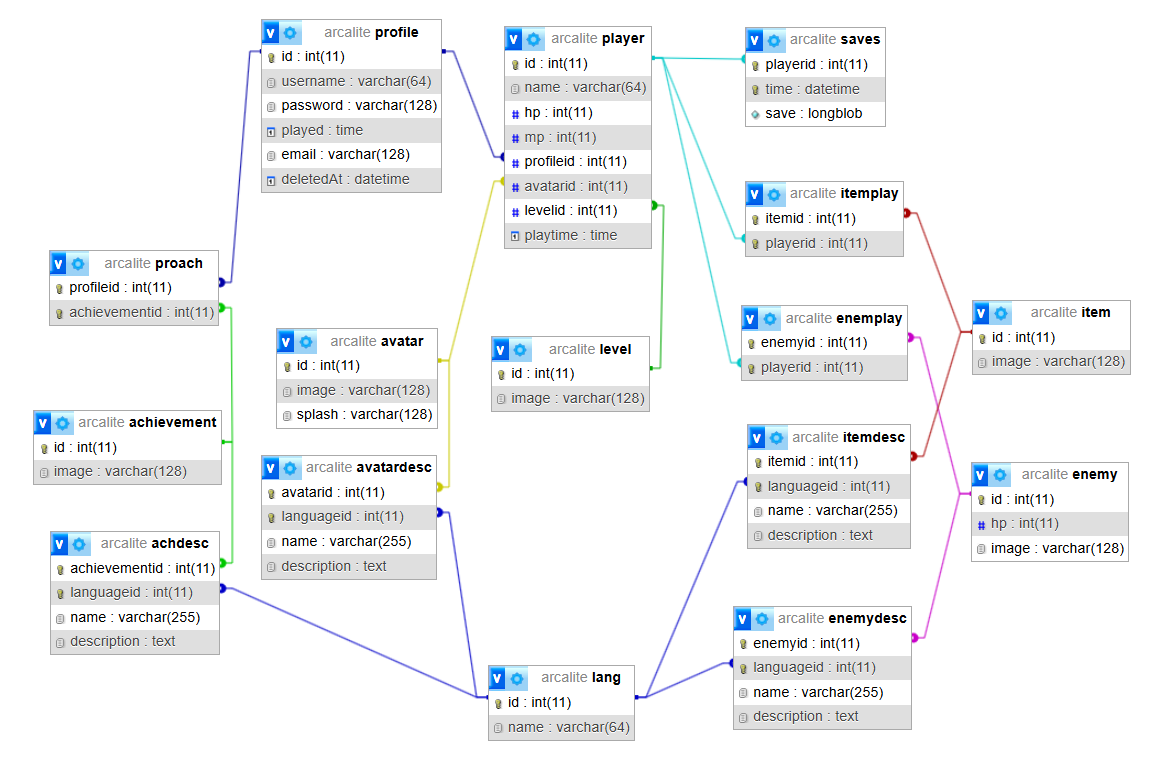 v arcalite profile
id : int(11)
username : varchar(64)
password : varchar(128)
played : time
email : varchar(128)
deletedAt : datetime
v arcalite player
id : int(11)
name : varchar(64)
# hp : int(11)
# mp : int(11)
# profileid : int(11)
# avatarid : int(11)
# levelid : int(11)
playtime : time
v arcalite saves
playerid : int(11)
time : datetime
save : longblob
v arcalite itemplay
itemid : int(11)
playerid : int(11)
v arcalite proach
profileid : int(11)
achievementid : int(11)
v arcalite avatar
id : int(11)
image : varchar(128)
splash : varchar(128)
v arcalite level
id : int(11)
image : varchar(128)
v arcalite enemplay
enemyid : int(11)
playerid : int(11)
v arcalite item
id : int(11)
image : varchar(128)
v arcalite achievement
id : int(11)
image : varchar(128)
v arcalite avatardesc
avatarid : int(11)
languageid : int(11)
name : varchar(255)
description : text
v arcalite itemdesc
itemid : int(11)
languageid : int(11)
name : varchar(255)
description : text
v arcalite enemy
id : int(11)
# hp : int(11)
image : varchar(128)
v arcalite achdesc
achievementid : int(11)
languageid : int(11)
name : varchar(255)
description : text
v arcalite lang
id : int(11)
name : varchar(64)
v arcalite enemydesc
enemyid : int(11)
languageid : int(11)
name : varchar(255)
description : text